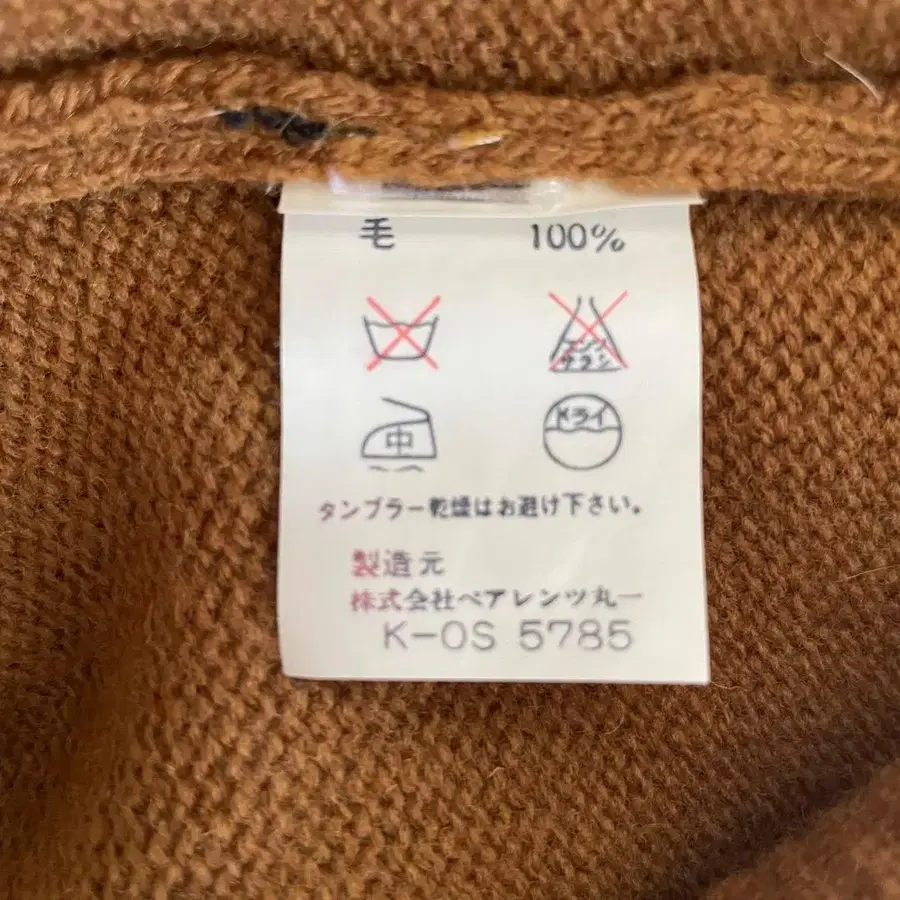 毛 100%
エンソ
サラシ
中 ドライ
タンブラー乾燥はお避け下さい。
製造元
株式会社ペアレンツ丸一
K-OS 5785